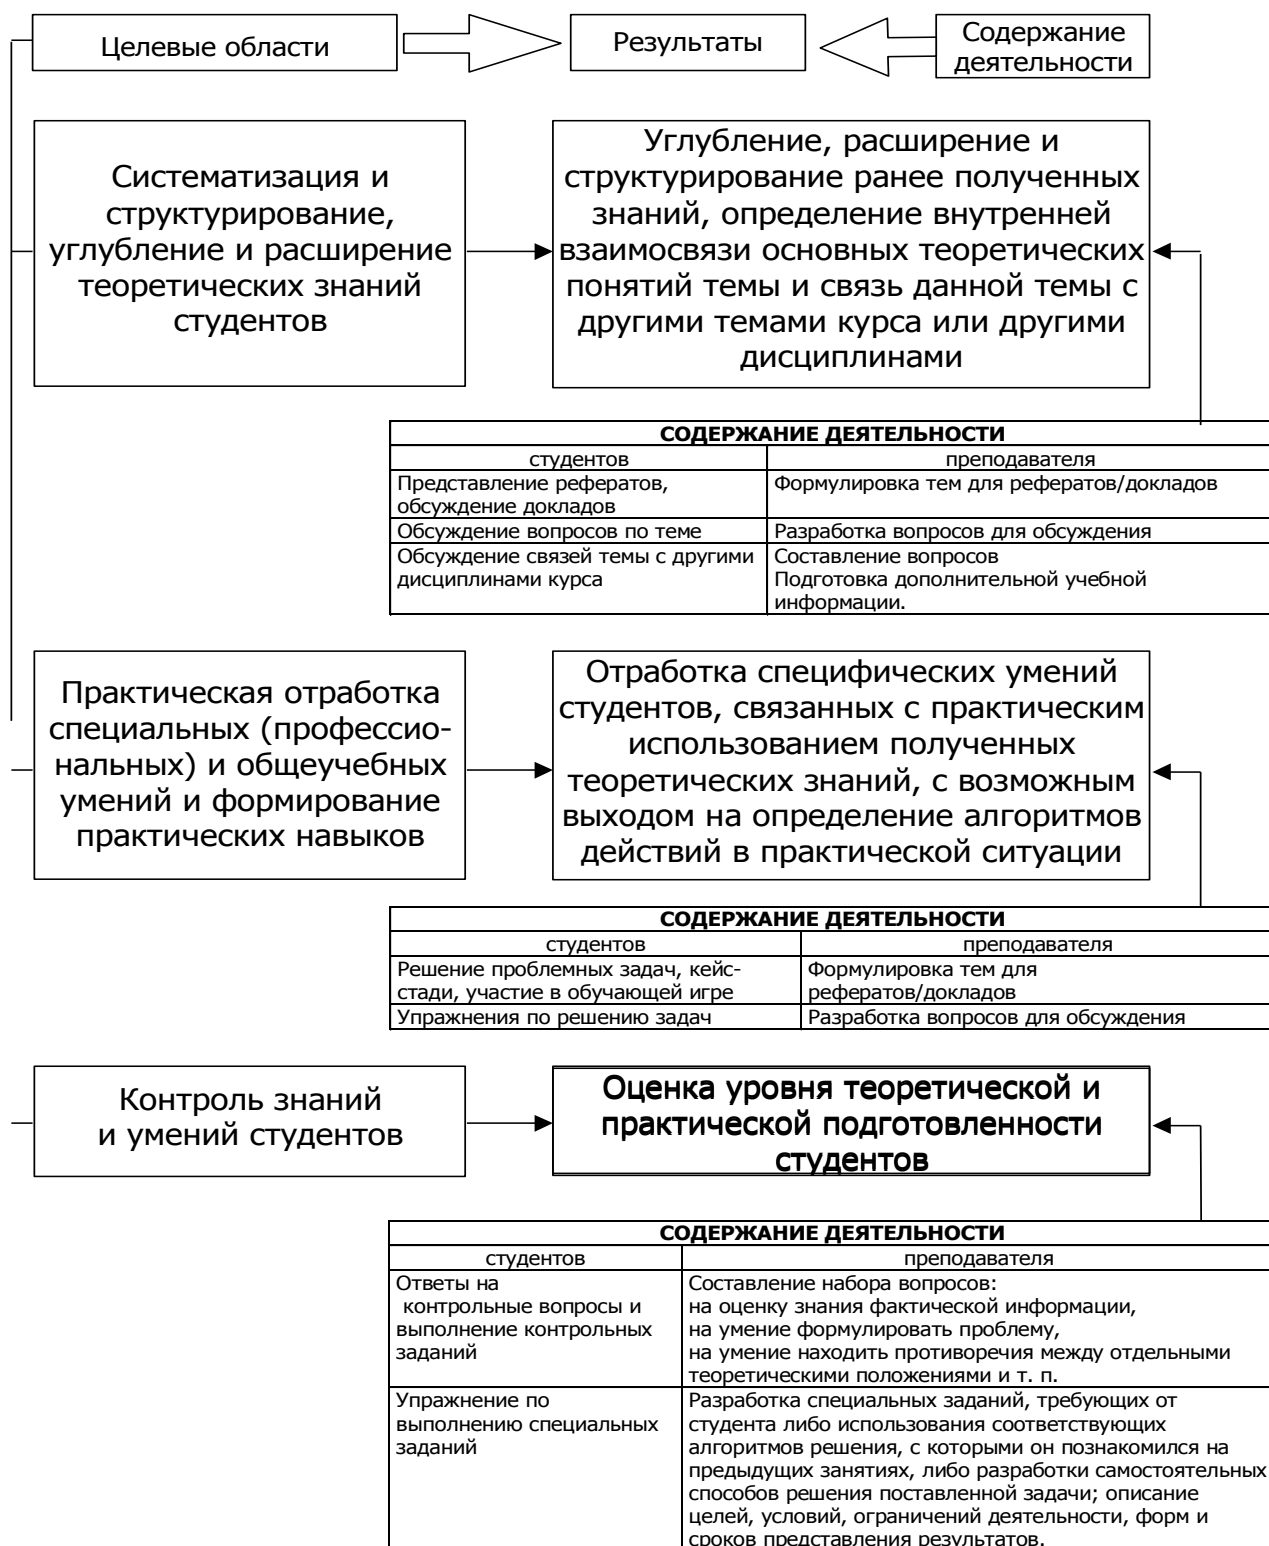 Целевые области
Результаты
Содержание
деятельности
Систематизация и
структурирование,
углубление и расширение
теоретических знаний
студентов
Углубление, расширение и
структурирование ранее полученных
знаний, определение внутренней
взаимосвязи основных теоретических
понятий темы и связь данной темы с
другими темами курса или другими
дисциплинами
СОДЕРЖАНИЕ ДЕЯТЕЛЬНОСТИ
студентов
преподавателя
Представление рефератов,
обсуждение докладов
Формулировка тем для рефератов/докладов
Обсуждение вопросов по теме
Разработка вопросов для обсуждения
Обсуждение связей темы с другими
дисциплинами курса
Составление вопросов
Подготовка дополнительной учебной
информации.
Практическая отработка
специальных (профессио-
нальных) и общеучебных
умений и формирование
практических навыков
Отработка специфических умений
студентов, связанных с практическим
использованием полученных
теоретических знаний, с возможным
выходом на определение алгоритмов
действий в практической ситуации
СОДЕРЖАНИЕ ДЕЯТЕЛЬНОСТИ
студентов
преподавателя
Решение проблемных задач, кейс-
стади, участие в обучающей игре
Формулировка тем для
рефератов/докладов
Упражнения по решению задач
Разработка вопросов для обсуждения
Контроль знаний
и умений студентов
Оценка уровня теоретической и
практической подготовленности
студентов
СОДЕРЖАНИЕ ДЕЯТЕЛЬНОСТИ
студентов
преподавателя
Ответы на
контрольные вопросы и
выполнение контрольных
заданий
Составление набора вопросов:
на оценку знания фактической информации,
на умение формулировать проблему,
на умение находить противоречия между отдельными
теоретическими положениями и т. п.
Упражнение по
выполнению специальных
заданий
Разработка специальных заданий, требующих от
студента либо использования соответствующих
алгоритмов решения, с которыми он познакомился на
предыдущих занятиях, либо разработки самостоятельных
способов решения поставленной задачи; описание
целей, условий, ограничений деятельности, форм и
сроков представления результатов.